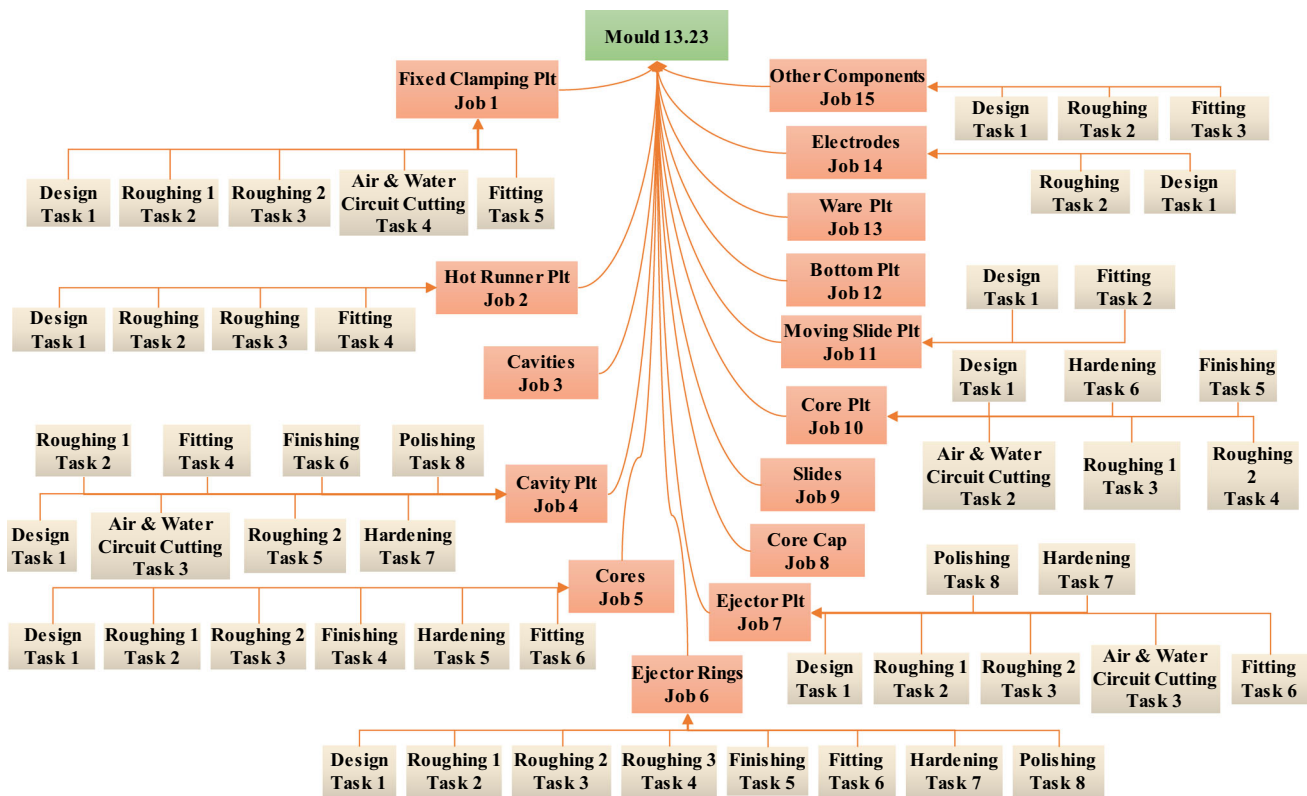 Mould 13.23
Fixed Clamping Plt
Job 1
Design
Task 1
Roughing 1
Task 2
Roughing 2
Task 3
Air & Water
Circuit Cutting
Task 4
Fitting
Task 5
Hot Runner Plt
Job 2
Design
Task 1
Roughing
Task 2
Roughing
Task 3
Fitting
Task 4
Cavities
Job 3
Roughing 1
Task 2
Fitting
Task 4
Finishing
Task 6
Polishing
Task 8
Cavity Plt
Job 4
Design
Task 1
Air & Water
Circuit Cutting
Task 3
Roughing 2
Task 5
Hardening
Task 7
Cores
Job 5
Design
Task 1
Roughing 1
Task 2
Roughing 2
Task 3
Finishing
Task 4
Hardening
Task 5
Fitting
Task 6
Ejector Rings
Job 6
Design
Task 1
Roughing 1
Task 2
Roughing 2
Task 3
Roughing 3
Task 4
Finishing
Task 5
Fitting
Task 6
Hardening
Task 7
Polishing
Task 8
Other Components
Job 15
Design
Task 1
Roughing
Task 2
Fitting
Task 3
Electrodes
Job 14
Roughing
Task 2
Design
Task 1
Ware Plt
Job 13
Bottom Plt
Job 12
Design
Task 1
Fitting
Task 2
Moving Slide Plt
Job 11
Design
Task 1
Hardening
Task 6
Finishing
Task 5
Core Plt
Job 10
Air & Water
Circuit Cutting
Task 2
Roughing 1
Task 3
Roughing
2
Task 4
Slides
Job 9
Core Cap
Job 8
Polishing
Task 8
Hardening
Task 7
Ejector Plt
Job 7
Design
Task 1
Roughing 1
Task 2
Roughing 2
Task 3
Air & Water
Circuit Cutting
Task 3
Fitting
Task 6